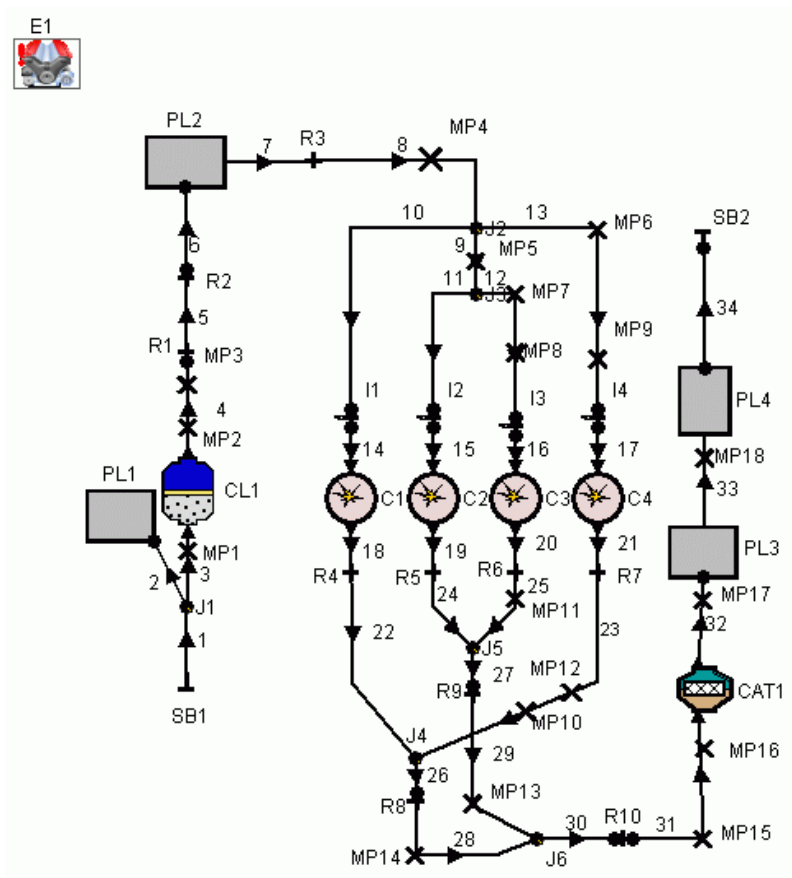 E1
PL2
7
R3
8
MP4
10
J2
13
MP6
SB2
9
MP5
6
R2
11
12
J3
MP7
34
5
R1
MP3
MP8
MP9
4
I1
I2
I3
I4
PL4
MP2
14
15
16
17
MP18
PL1
CL1
33
C1
C2
C3
C4
MP1
18
19
20
21
PL3
2
3
R4
R5
R6
R7
MP17
J1
24
25
MP11
32
1
22
23
J5
27
MP12
R9
CAT1
SB1
MP10
J4
29
MP16
26
R8
MP13
30
R10
31
MP15
MP14
28
J6